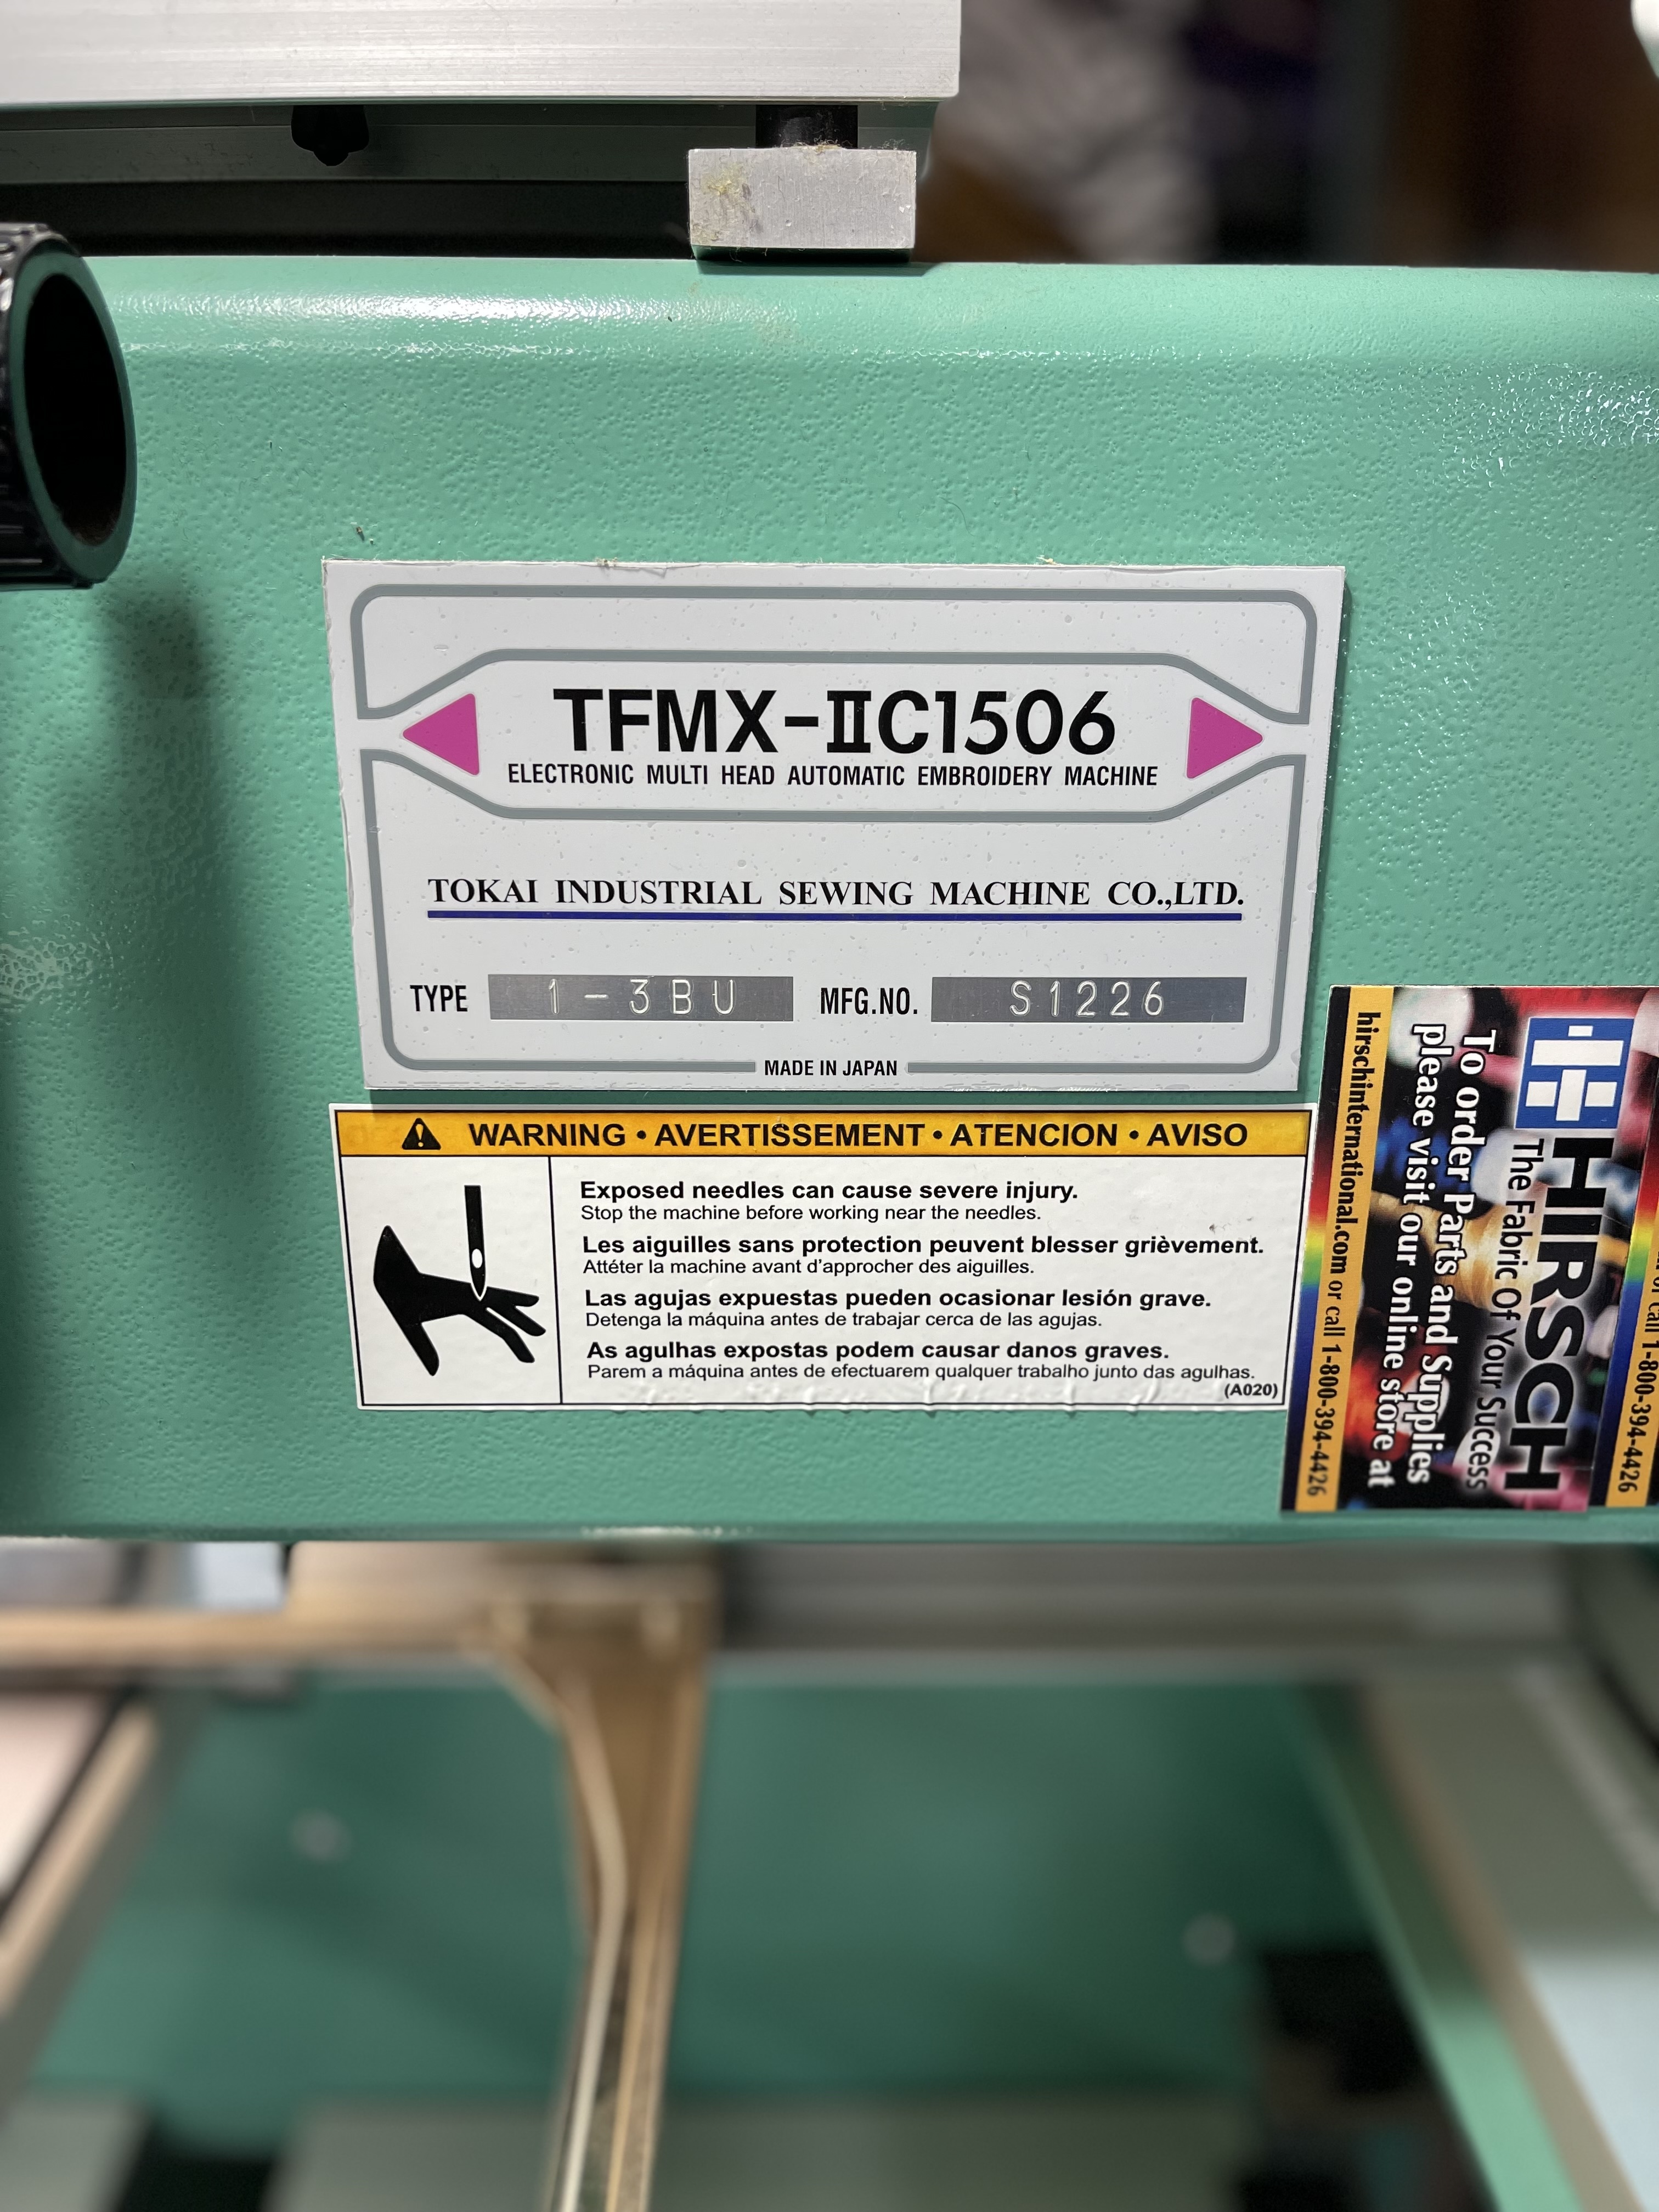 TFMX-IIC1506
ELECTRONIC MULTI HEAD AUTOMATIC EMBROIDERY MACHINE
TOKAI INDUSTRIAL SEWING MACHINE CO.,LTD.
TYPE 1-3BU MFG.NO. S1226
MADE IN JAPAN
WARNING • AVERTISSEMENT • ATENCION • AVISO
Exposed needles can cause severe injury.
Stop the machine before working near the needles.
Les aiguilles sans protection peuvent blesser grièvement.
Attéter la machine avant d'approcher des aiguilles.
Las agujas expuestas pueden ocasionar lesión grave.
Detenga la máquina antes de trabajar cerca de las agujas.
As agulhas expostas podem causar danos graves.
Parem a máquina antes de efectuarem qualquer trabalho junto das agulhas.
(A020)
HIRSCH
The Fabric Of Your Success
To order Parts and Supplies
please visit our online store at
hirschinternational.com or call 1-800-394-4426
or call 1-800-394-4426